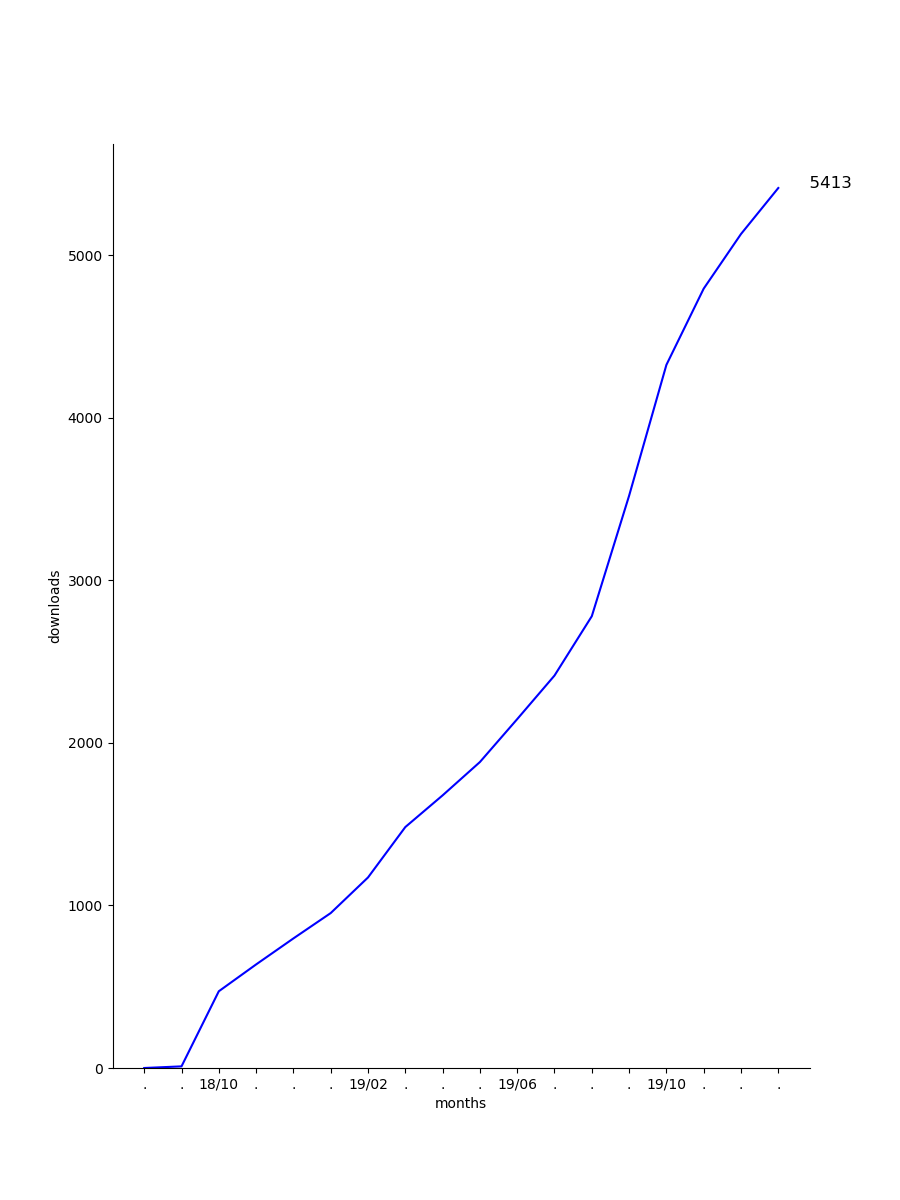 5413
5000
4000
3000
2000
1000
0
downloads
. . 18/10 . . . 19/02 . . . 19/06 . . . 19/10 . . .
months